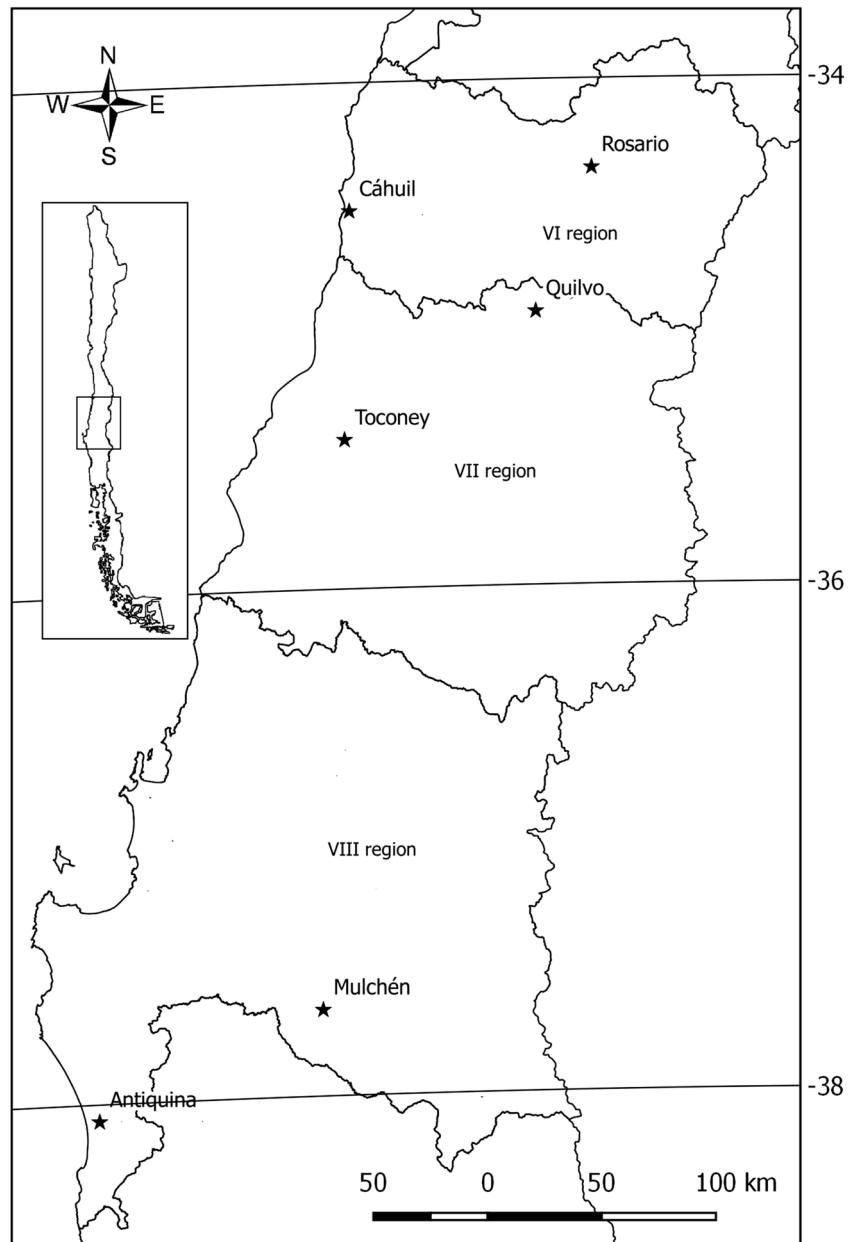 N
-34
W E
S
Rosario
Cáhuil
VI region
Quilvo
Toconey
VII region
-36
VIII region
Mulchén
-38
Antiquina
50 0 50 100 km